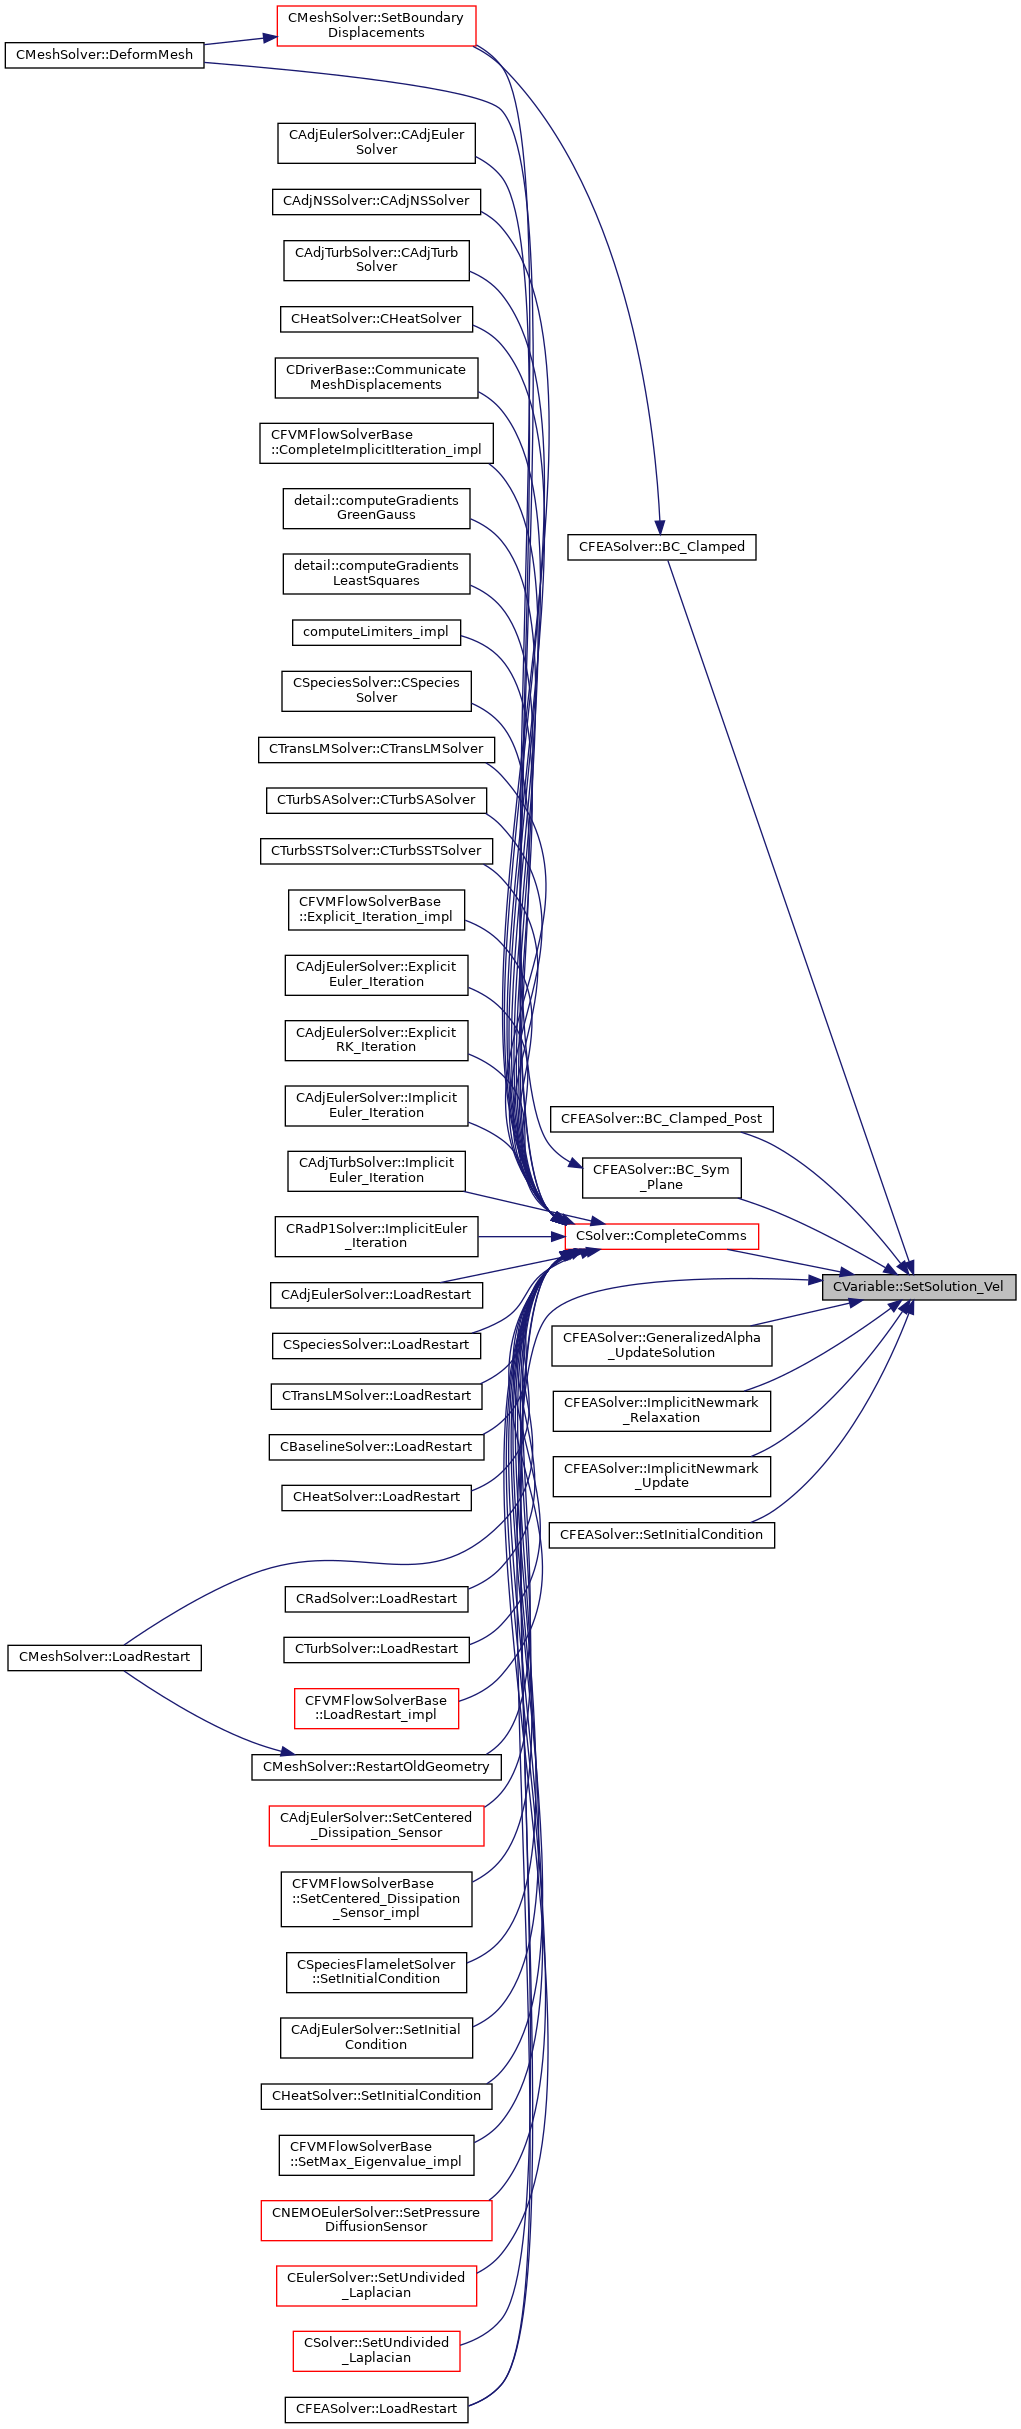 CMeshSolver::SetBoundary
Displacements
CMeshSolver::DeformMesh
CAdjEulerSolver::CAdjEuler
Solver
CAdjNSSolver::CAdjNSSolver
CAdjTurbSolver::CAdjTurb
Solver
CHeatSolver::CHeatSolver
CDriverBase::Communicate
MeshDisplacements
CFVMFlowSolverBase
::CompleteImplicitIteration_impl
detail::computeGradients
GreenGauss
detail::computeGradients
LeastSquares
computeLimiters_impl
CSpeciesSolver::CSpecies
Solver
CTransLMSolver::CTransLMSolver
CTurbSASolver::CTurbSASolver
CTurbSSTSolver::CTurbSSTSolver
CFVMFlowSolverBase
::Explicit_Iteration_impl
CAdjEulerSolver::Explicit
Euler_Iteration
CAdjEulerSolver::Explicit
RK_Iteration
CAdjEulerSolver::Implicit
Euler_Iteration
CAdjTurbSolver::Implicit
Euler_Iteration
CRadP1Solver::ImplicitEuler
_Iteration
CAdjEulerSolver::LoadRestart
CSpeciesSolver::LoadRestart
CTransLMSolver::LoadRestart
CBaselineSolver::LoadRestart
CHeatSolver::LoadRestart
CRadSolver::LoadRestart
CTurbSolver::LoadRestart
CMeshSolver::LoadRestart
CFVMFlowSolverBase
::LoadRestart_impl
CMeshSolver::RestartOldGeometry
CAdjEulerSolver::SetCentered
_Dissipation_Sensor
CFVMFlowSolverBase
::SetCentered_Dissipation
_Sensor_impl
CSpeciesFlameletSolver
::SetInitialCondition
CAdjEulerSolver::SetInitial
Condition
CHeatSolver::SetInitialCondition
CFVMFlowSolverBase
::SetMax_Eigenvalue_impl
CNEMOEulerSolver::SetPressure
DiffusionSensor
CEulerSolver::SetUndivided
_Laplacian
CSolver::SetUndivided
_Laplacian
CFEASolver::LoadRestart
CFEASolver::BC_Clamped
CFEASolver::BC_Clamped_Post
CFEASolver::BC_Sym
_Plane
CSolver::CompleteComms
CFEASolver::GeneralizedAlpha
_UpdateSolution
CFEASolver::ImplicitNewmark
_Relaxation
CFEASolver::ImplicitNewmark
_Update
CFEASolver::SetInitialCondition
CVariable::SetSolution_Vel